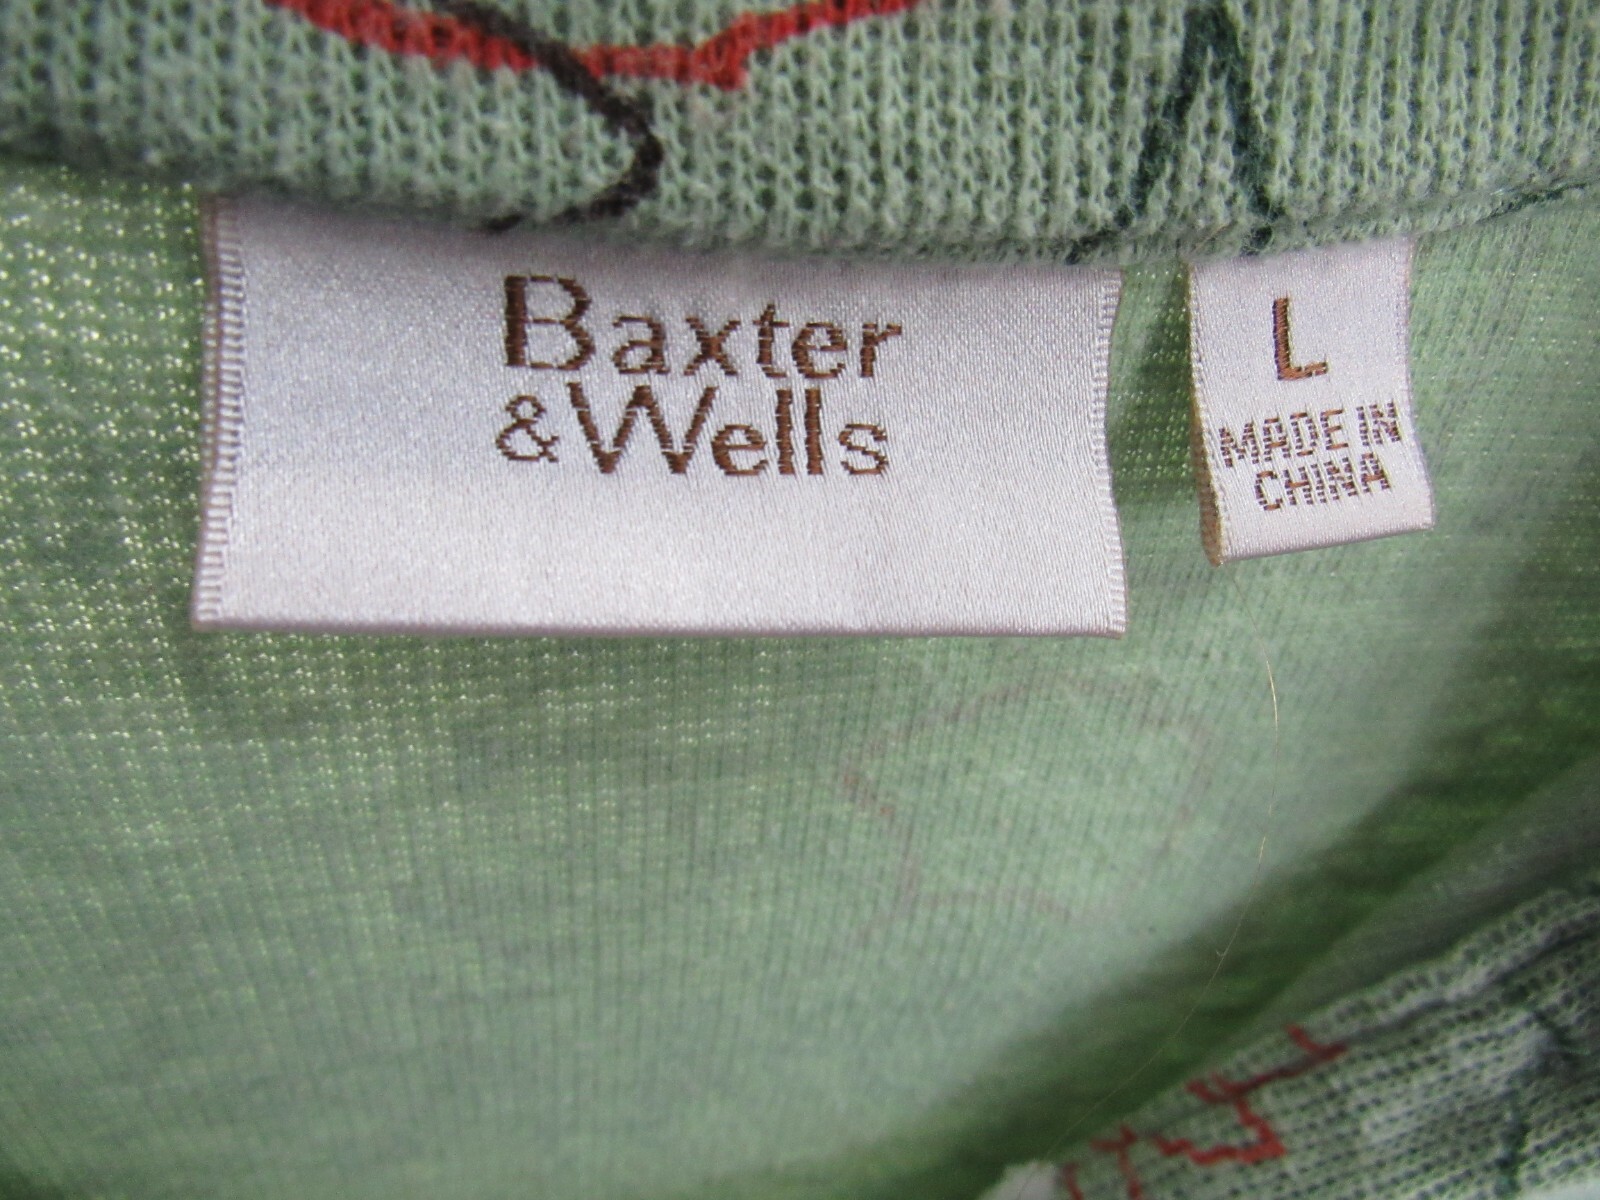 Baxter
& Wells
L
MADE IN
CHINA